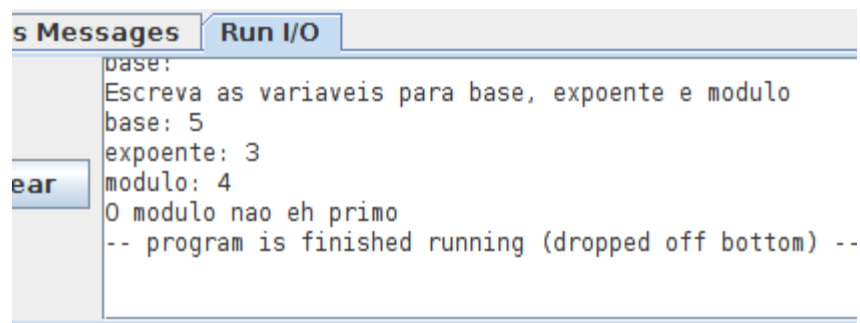 s Messages Run I/O
base:
Escreva as variaveis para base, expoente e modulo
base: 5
expoente: 3
ear
modulo: 4
O modulo nao eh primo
-- program is finished running (dropped off bottom) --